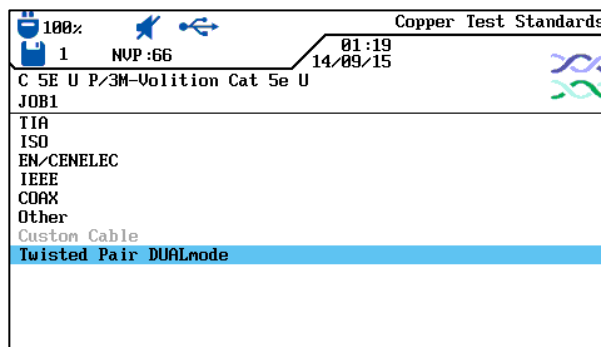 100% Copper Test Standards
1 NVP:66 01:19
14/09/15
C 5E U P/3M-Volition Cat 5e U
JOB1
TIA
ISO
EN/CENELEC
IEEE
COAX
Other
Custom Cable
Twisted Pair DUALmode